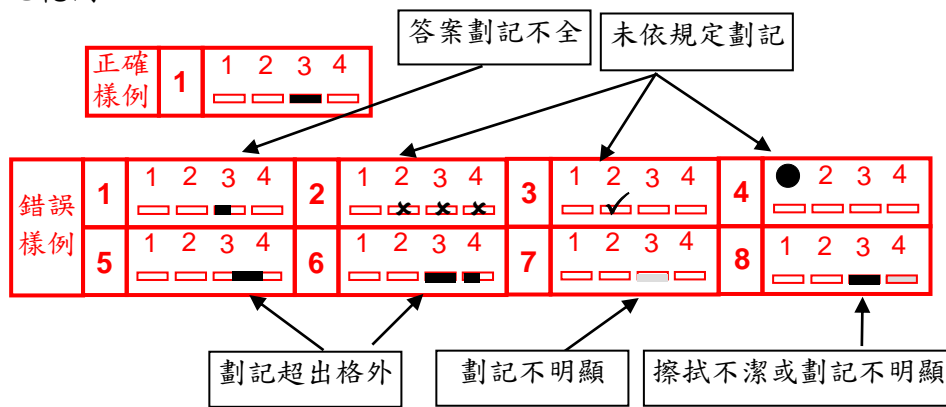 答案劃記不全 未依規定劃記
正確 1 1 2 3 4
樣例
錯誤 1 1 2 3 4 2 1 2 3 4 3 1 2 3 4 4 2 3 4
樣例 5 1 2 3 4 6 1 2 3 4 7 1 2 3 4 8 1 2 3 4
劃記超出格外 劃記不明顯 擦拭不潔或劃記不明顯